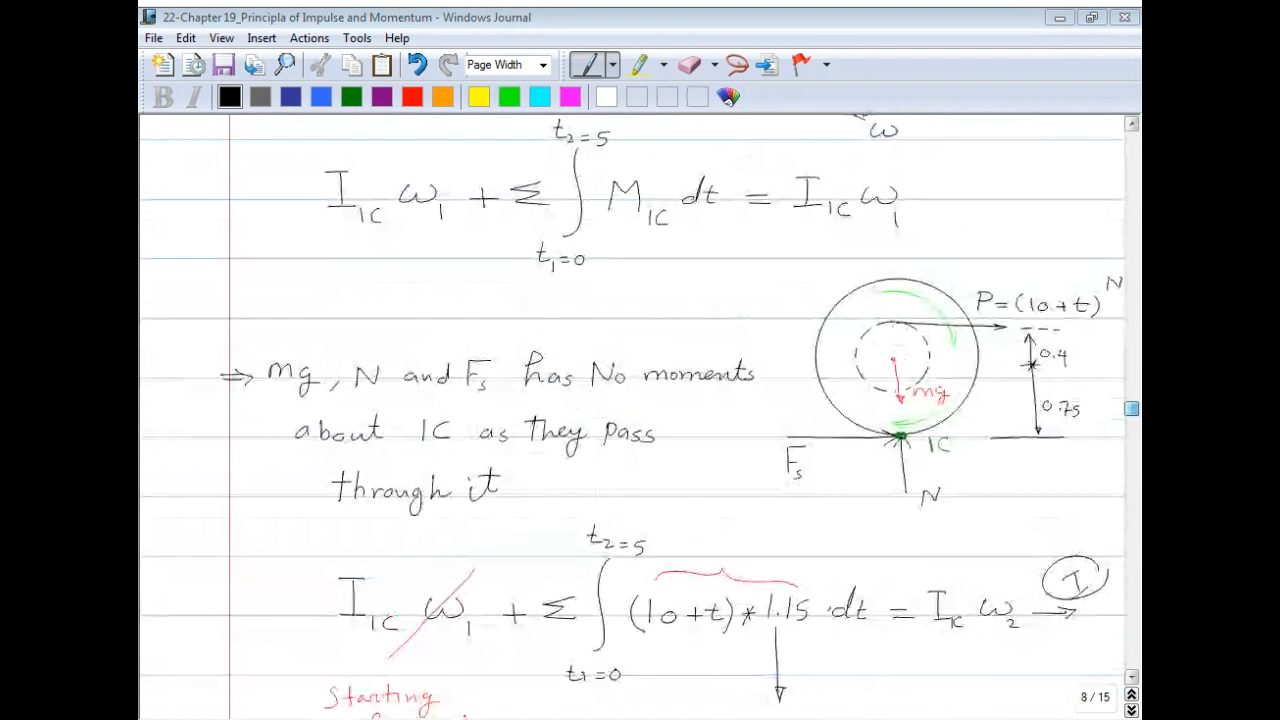 22-Chapter 19_Principla of Impulse and Momentum - Windows Journal
File Edit View Insert Actions Tools Help
Page Width
B I
ω
t₂=5
I_IC ω₁ + Σ ∫ M_IC dt = I_IC ω₁
t₁=0
P=(10+t) N
0.4
⇒ mg, N and Fₛ has No moments
mg
0.75
about IC as they pass
IC
Fₛ
through it
N
t₂=5
I
I_IC ω₁ + Σ ∫ (10+t)*1.15 dt = I_IC ω₂ →
t₁=0
8 / 15
Starting